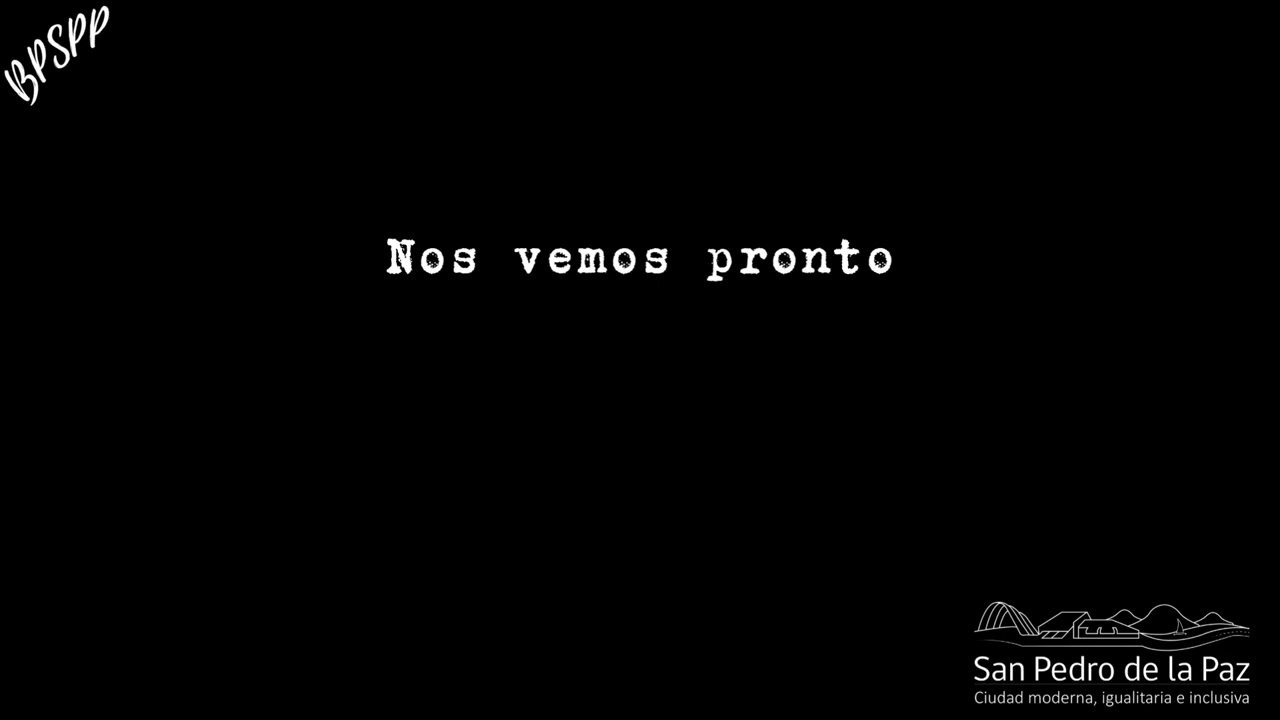 BPSPP
Nos vemos pronto
San Pedro de la Paz
Ciudad moderna, igualitaria e inclusiva